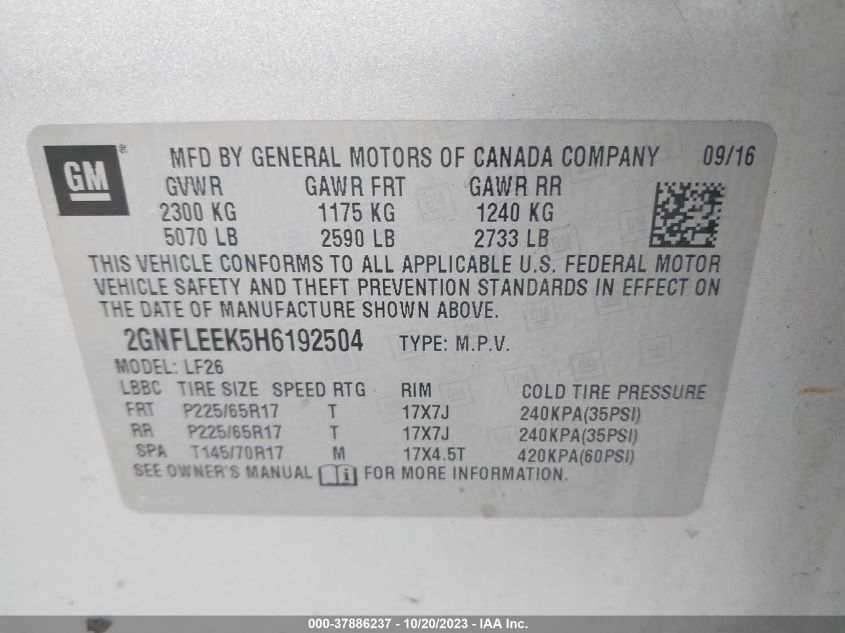 GM ® MFD BY GENERAL MOTORS OF CANADA COMPANY 09/16
GVWR GAWR FRT GAWR RR
2300 KG 1175 KG 1240 KG
5070 LB 2590 LB 2733 LB
THIS VEHICLE CONFORMS TO ALL APPLICABLE U.S. FEDERAL MOTOR
VEHICLE SAFETY AND THEFT PREVENTION STANDARDS IN EFFECT ON
THE DATE OF MANUFACTURE SHOWN ABOVE.
2GNFLEEK5H6192504 TYPE: M.P.V.
MODEL: LF26
LBBC TIRE SIZE SPEED RTG RIM COLD TIRE PRESSURE
FRT P225/65R17 T 17X7J 240KPA(35PSI)
RR P225/65R17 T 17X7J 240KPA(35PSI)
SPA T145/70R17 M 17X4.5T 420KPA(60PSI)
SEE OWNER'S MANUAL i FOR MORE INFORMATION.
000-37886237 - 10/20/2023 - IAAI.com